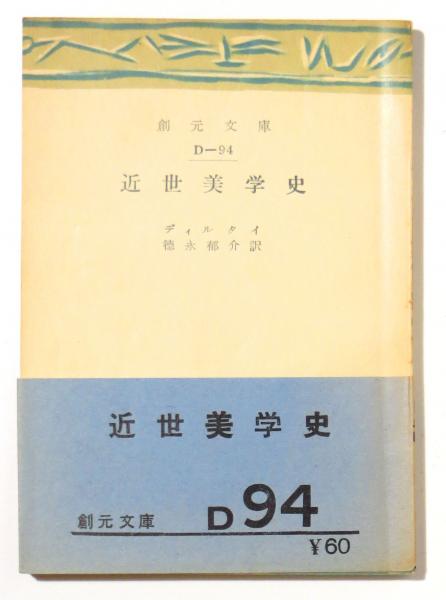 創元文庫
D—94
近世美学史
ディルタイ
徳永郁介訳
近世美学史
創元文庫 D94
¥60